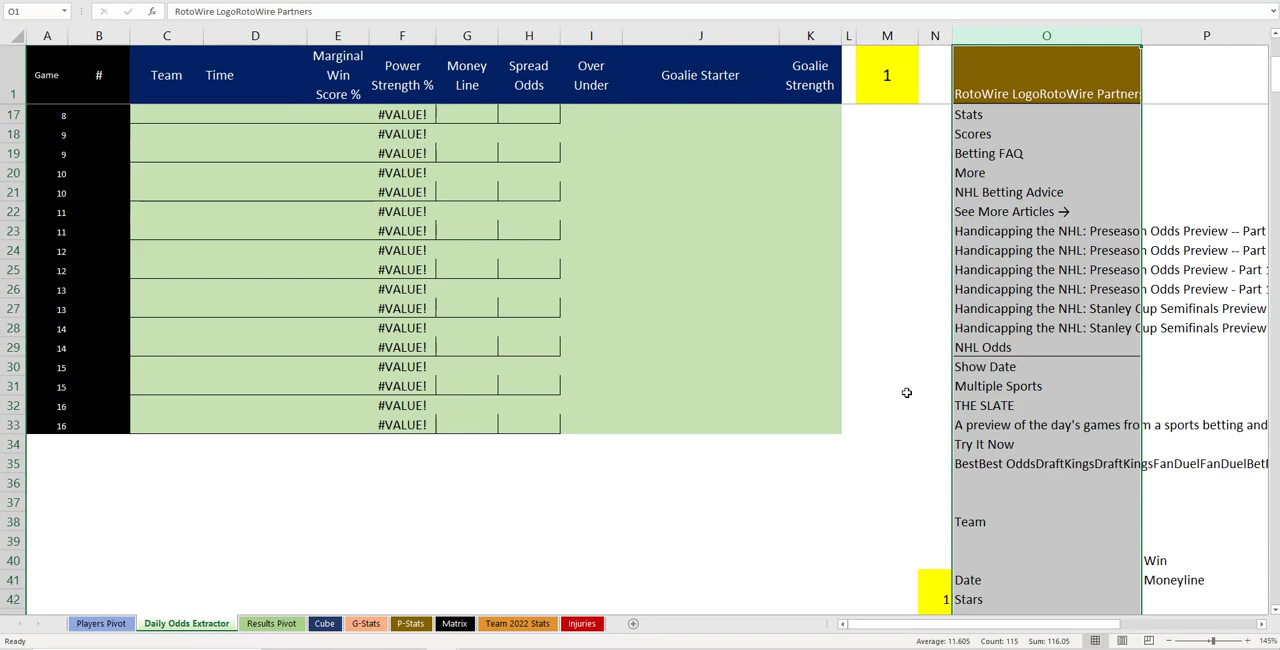 O1 RotoWire LogoRotoWire Partners
A B C D E F G H I J K L M N O P
1 Game # Team Time Marginal Win Score % Power Strength % Money Line Spread Odds Over Under Goalie Starter Goalie Strength 1 RotoWire LogoRotoWire Partner
17 8 #VALUE! Stats
18 9 #VALUE! Scores
19 9 #VALUE! Betting FAQ
20 10 #VALUE! More
21 10 #VALUE! NHL Betting Advice
22 11 #VALUE! See More Articles →
23 11 #VALUE! Handicapping the NHL: Preseason Odds Preview -- Part
24 12 #VALUE! Handicapping the NHL: Preseason Odds Preview -- Part
25 12 #VALUE! Handicapping the NHL: Preseason Odds Preview - Part 1
26 13 #VALUE! Handicapping the NHL: Preseason Odds Preview - Part 1
27 13 #VALUE! Handicapping the NHL: Stanley Cup Semifinals Preview
28 14 #VALUE! Handicapping the NHL: Stanley Cup Semifinals Preview
29 14 #VALUE! NHL Odds
30 15 #VALUE! Show Date
31 15 #VALUE! Multiple Sports
32 16 #VALUE! THE SLATE
33 16 #VALUE! A preview of the day's games from a sports betting and
34 Try It Now
35 BestBest OddsDraftKingsDraftKingsFanDuelFanDuelBet
36
37
38 Team
39
40 Win
41 Date Moneyline
42 1 Stars
Players Pivot Daily Odds Extractor Results Pivot Cube G-Stats P-Stats Matrix Team 2022 Stats Injuries
Ready Average: 11.605 Count: 115 Sum: 116.05 145%